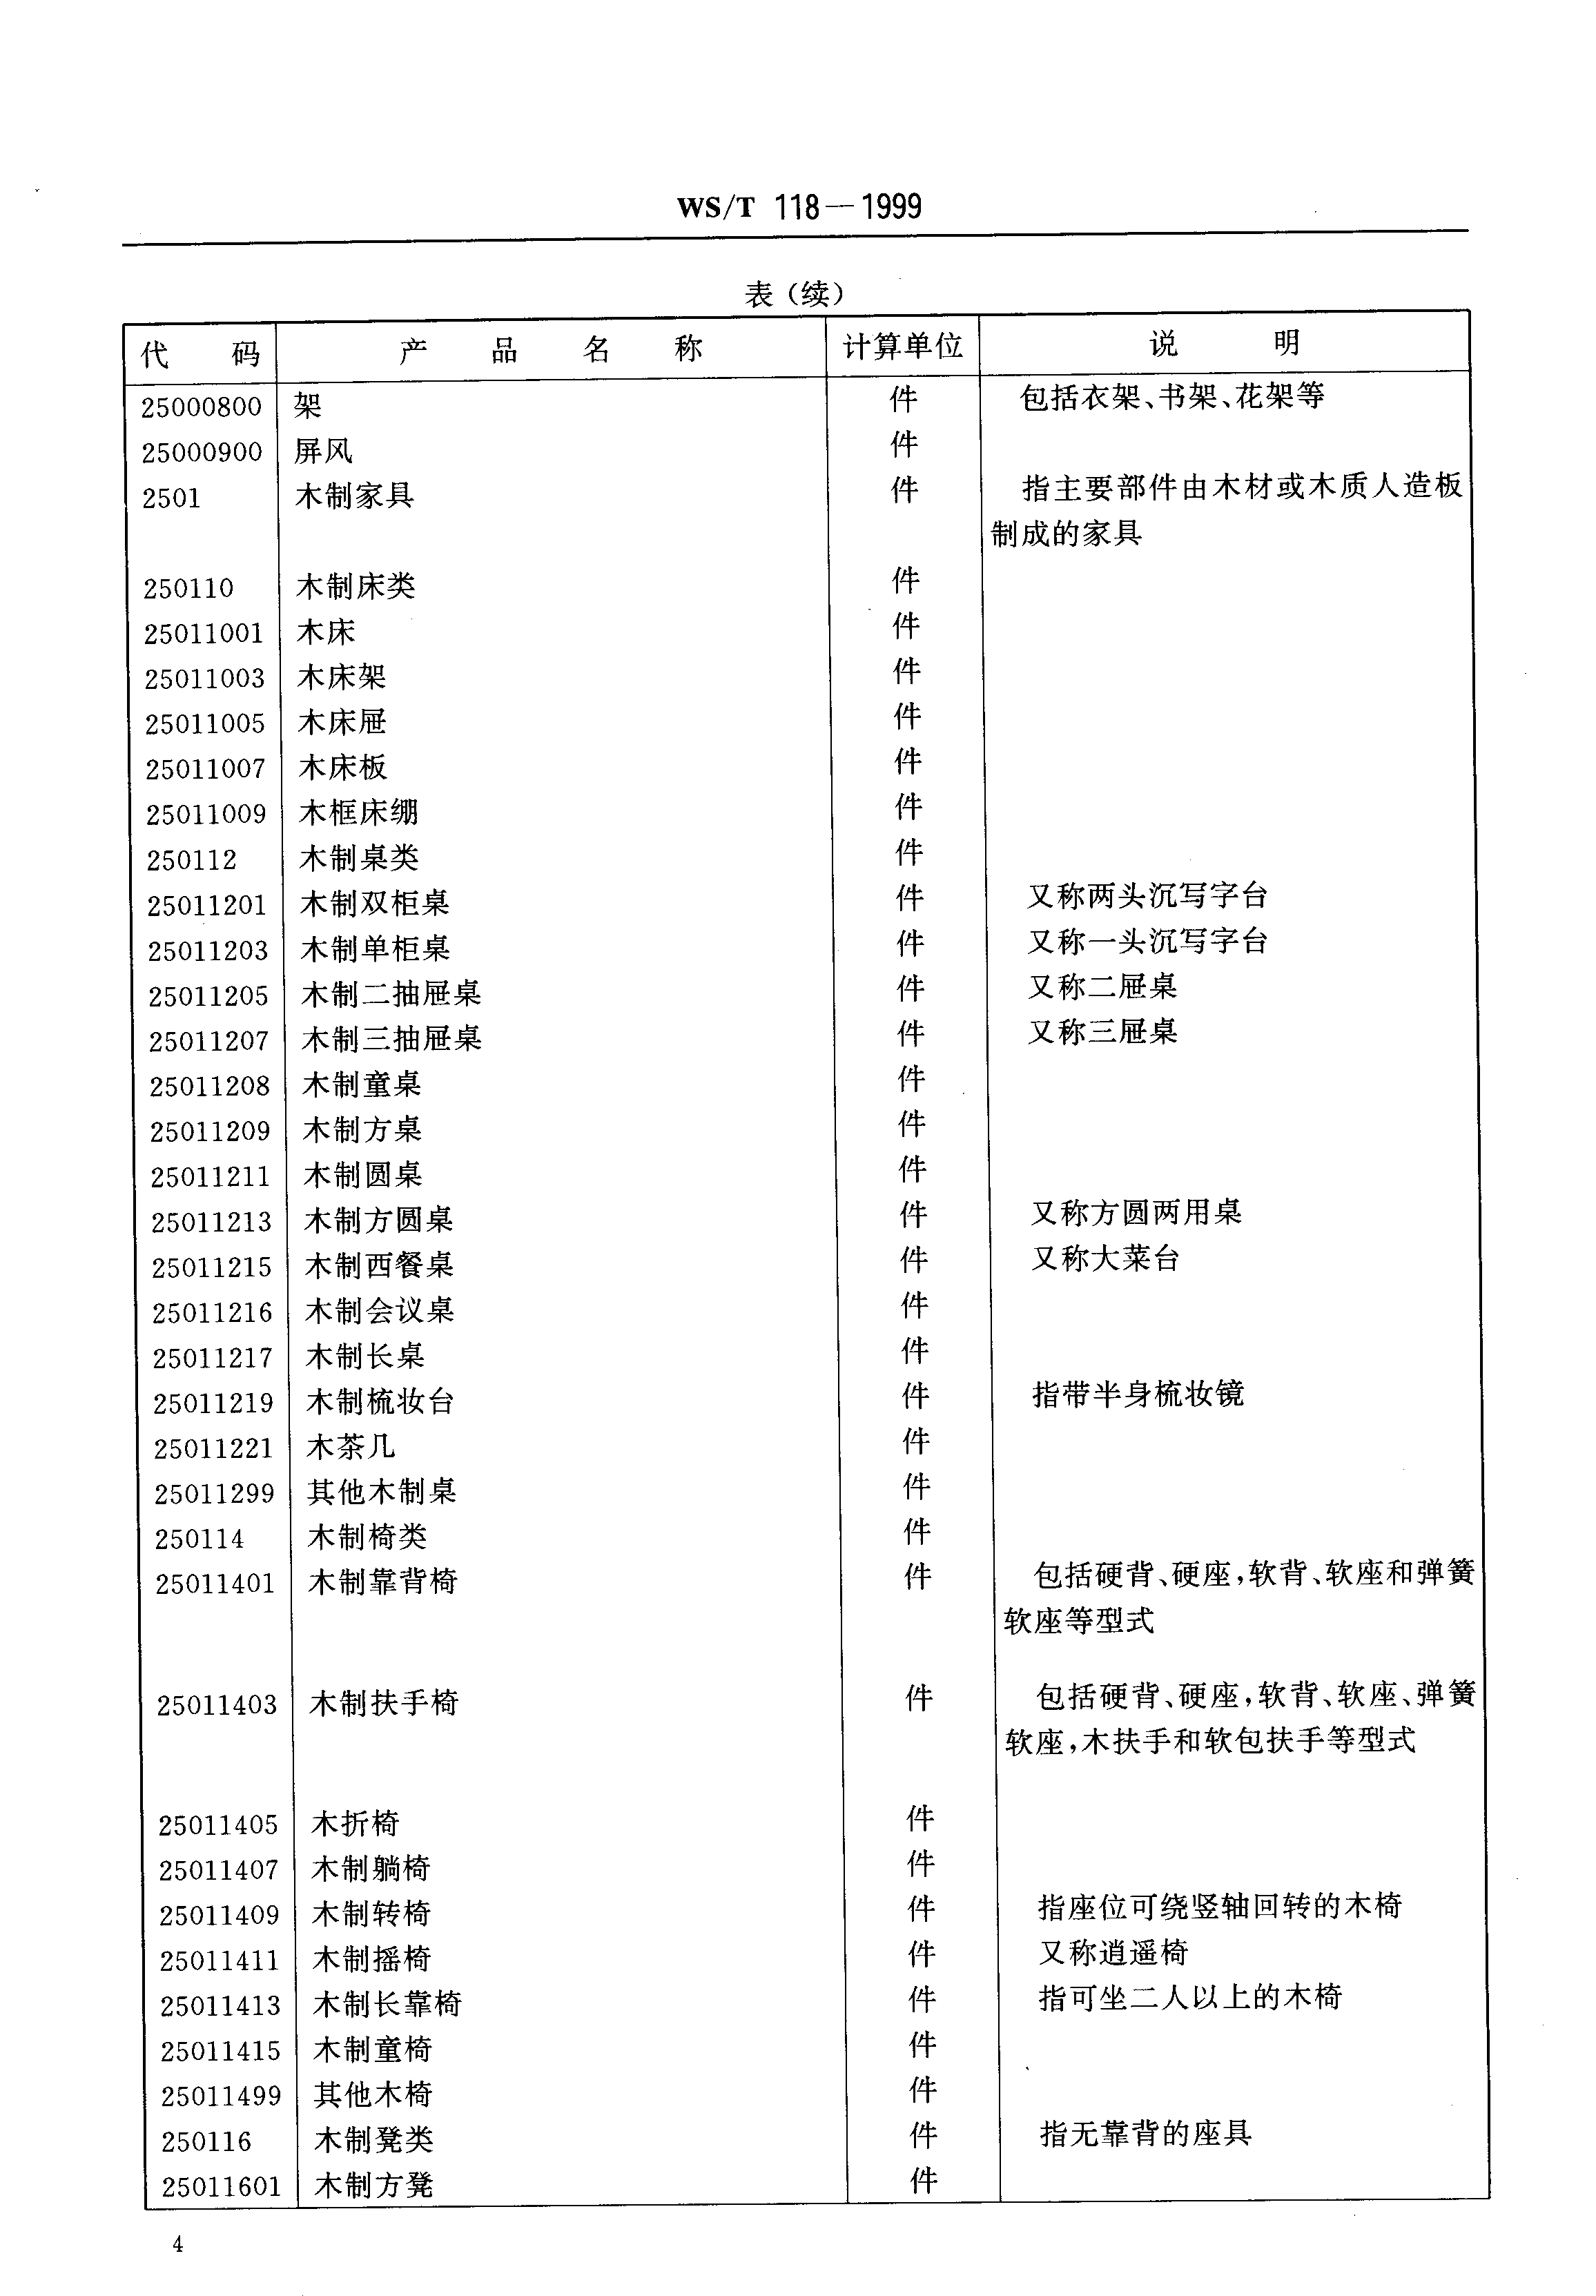 WS/T 118—1999
表(续)
代 码 产 品 名 称 计算单位 说 明
25000800 架 件 包括衣架、书架、花架等
25000900 屏风 件
2501 木制家具 件 指主要部件由木材或木质人造板
制成的家具
250110 木制床类 件
25011001 木床 件
25011003 木床架 件
25011005 木床屉 件
25011007 木床板 件
25011009 木框床绷 件
250112 木制桌类 件
25011201 木制双柜桌 件 又称两头沉写字台
25011203 木制单柜桌 件 又称一头沉写字台
25011205 木制二抽屉桌 件 又称二屉桌
25011207 木制三抽屉桌 件 又称三屉桌
25011208 木制童桌 件
25011209 木制方桌 件
25011211 木制圆桌 件
25011213 木制方圆桌 件 又称方圆两用桌
25011215 木制西餐桌 件 又称大菜台
25011216 木制会议桌 件
25011217 木制长桌 件
25011219 木制梳妆台 件 指带半身梳妆镜
25011221 木茶几 件
25011299 其他木制桌 件
250114 木制椅类 件
25011401 木制靠背椅 件 包括硬背、硬座,软背、软座和弹簧
软座等型式
25011403 木制扶手椅 件 包括硬背、硬座,软背、软座、弹簧
软座,木扶手和软包扶手等型式
25011405 木折椅 件
25011407 木制躺椅 件
25011409 木制转椅 件 指座位可绕竖轴回转的木椅
25011411 木制摇椅 件 又称逍遥椅
25011413 木制长靠椅 件 指可坐二人以上的木椅
25011415 木制童椅 件
25011499 其他木椅 件
250116 木制凳类 件 指无靠背的座具
25011601 木制方凳 件
4